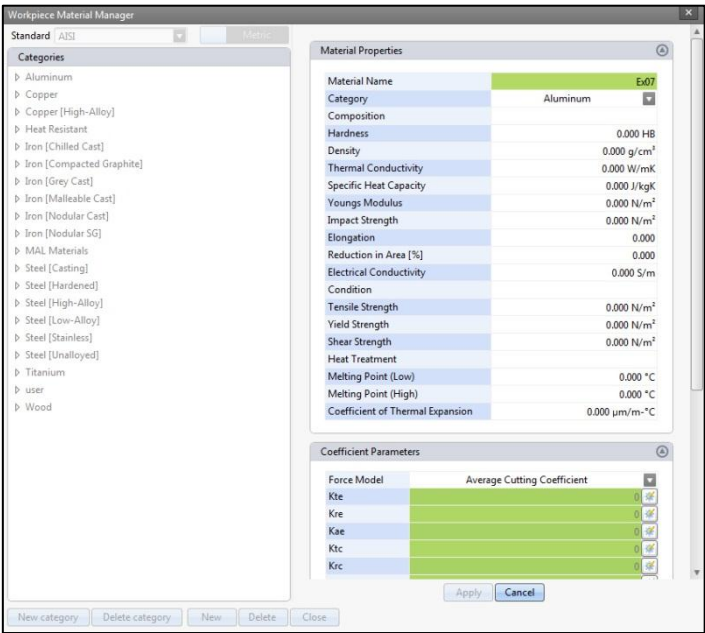 Workpiece Material Manager
Standard AISI Metric
Categories
Aluminum
Copper
Copper [High-Alloy]
Heat Resistant
Iron [Chilled Cast]
Iron [Compacted Graphite]
Iron [Grey Cast]
Iron [Malleable Cast]
Iron [Nodular Cast]
Iron [Nodular SG]
MAL Materials
Steel [Casting]
Steel [Hardened]
Steel [High-Alloy]
Steel [Low-Alloy]
Steel [Stainless]
Steel [Unalloyed]
Titanium
user
Wood
Material Properties
Material Name Ex07
Category Aluminum
Composition
Hardness 0.000 HB
Density 0.000 g/cm³
Thermal Conductivity 0.000 W/mK
Specific Heat Capacity 0.000 J/kgK
Youngs Modulus 0.000 N/m²
Impact Strength 0.000 N/m²
Elongation 0.000
Reduction in Area [%] 0.000
Electrical Conductivity 0.000 S/m
Condition
Tensile Strength 0.000 N/m²
Yield Strength 0.000 N/m²
Shear Strength 0.000 N/m²
Heat Treatment
Melting Point (Low) 0.000 °C
Melting Point (High) 0.000 °C
Coefficient of Thermal Expansion 0.000 µm/m-°C
Coefficient Parameters
Force Model Average Cutting Coefficient
Kte 0
Kre 0
Kae 0
Ktc 0
Krc 0
Apply Cancel
New category Delete category New Delete Close